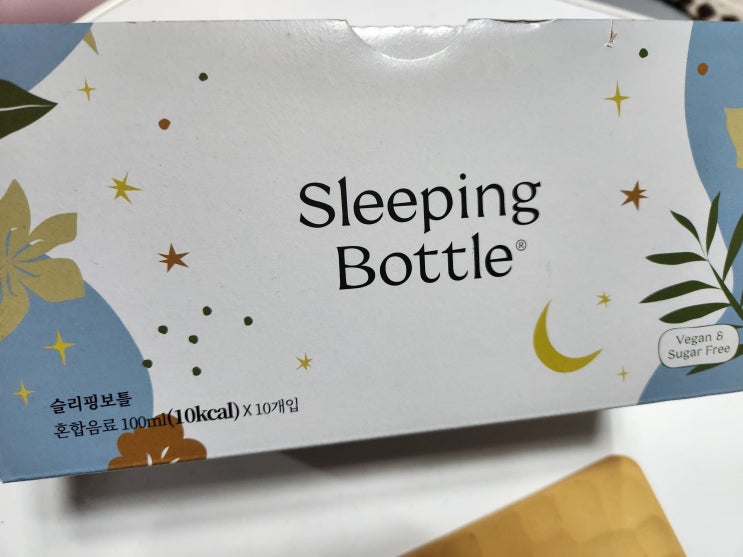 Sleeping
Bottle®
Vegan &
Sugar Free
슬리핑보틀
혼합음료 100ml(10kcal) X 10개입